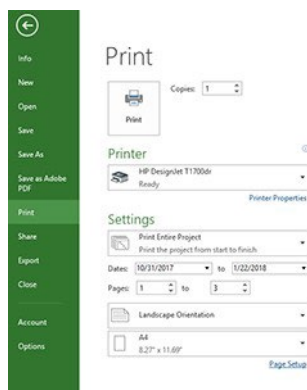 Info
New
Open
Save
Save As
Save as Adobe
PDF
Print
Share
Export
Close
Account
Options
Print
Copies: 1
Print
Printer
HP DesignJet T1700dr
Ready
Printer Properties
Settings
Print Entire Project
Print the project from start to finish.
Dates: 10/31/2017 to 1/22/2018
Pages: 1 to 3
Landscape Orientation
A4
8.27" x 11.69"
Page Setup